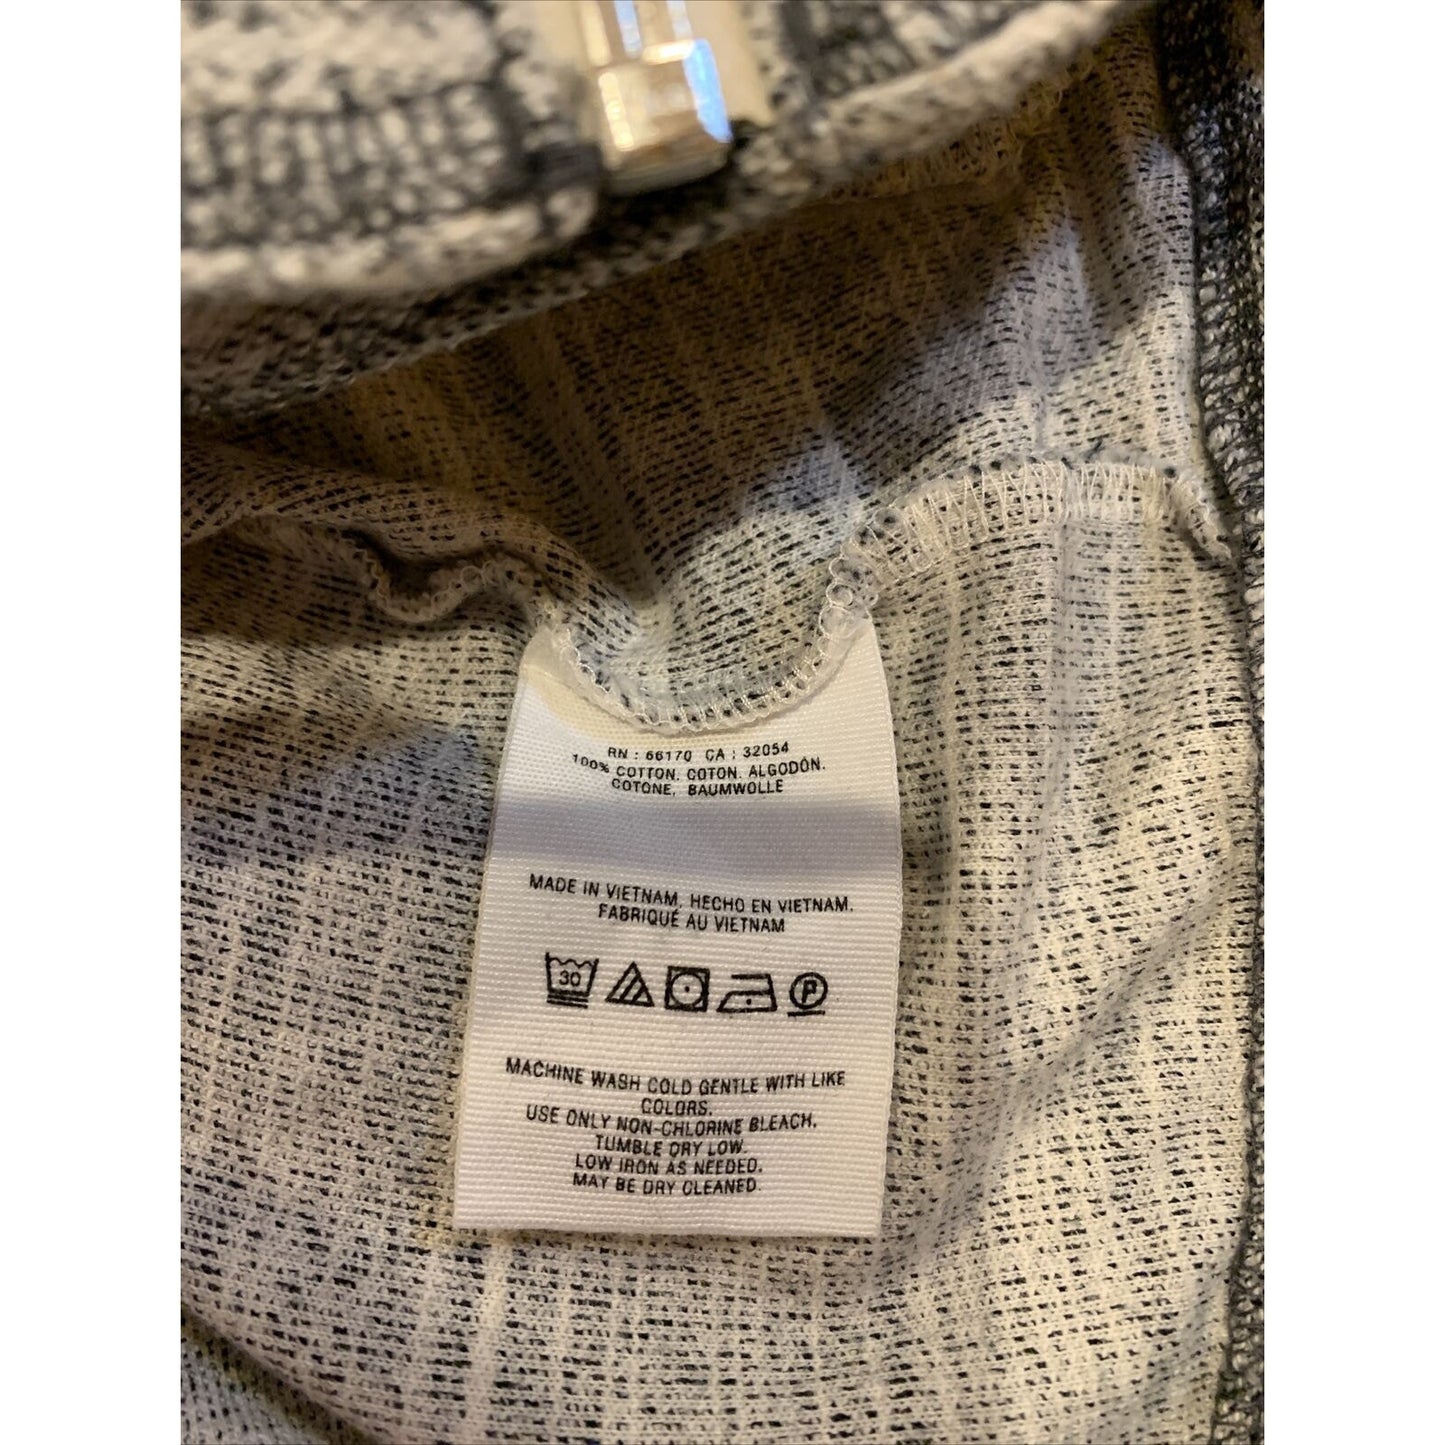 RN : 66170 CA : 32054
100% COTTON. COTON. ALGODÓN.
COTONE, BAUMWOLLE
MADE IN VIETNAM, HECHO EN VIETNAM.
FABRIQUÉ AU VIETNAM
30 P
MACHINE WASH COLD GENTLE WITH LIKE
COLORS.
USE ONLY NON-CHLORINE BLEACH.
TUMBLE DRY LOW.
LOW IRON AS NEEDED.
MAY BE DRY CLEANED.